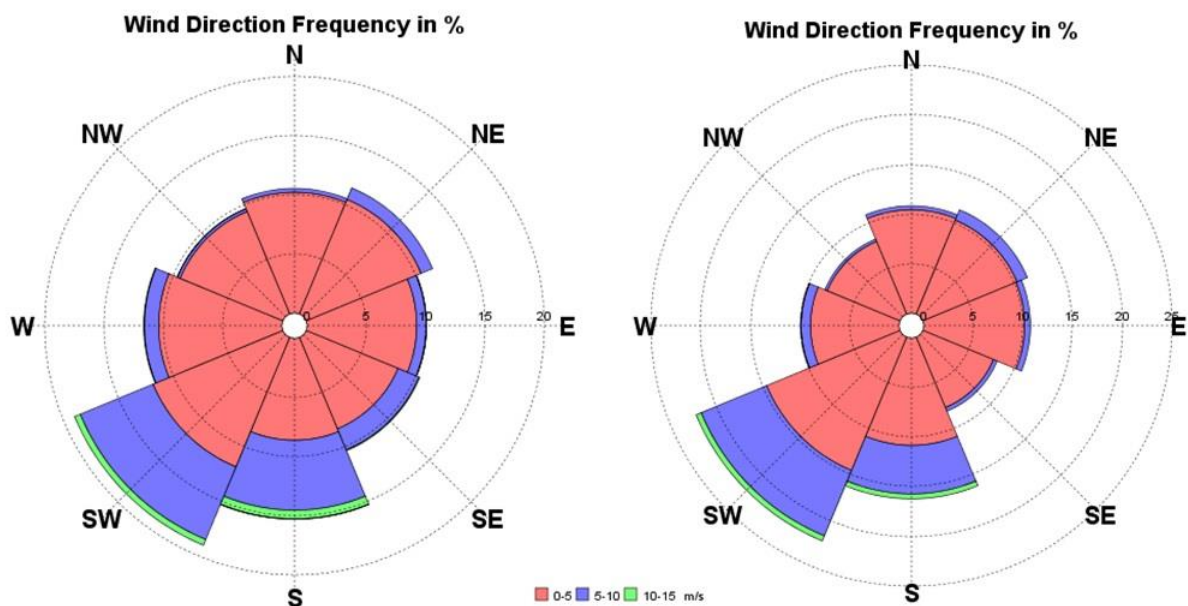 Wind Direction Frequency in %
N
NW
NE
W
0
5
10
15
20
E
SW
SE
S
Wind Direction Frequency in %
N
NW
NE
W
0
5
10
15
20
25
E
SW
SE
S
0-5 5-10 10-15 m/s